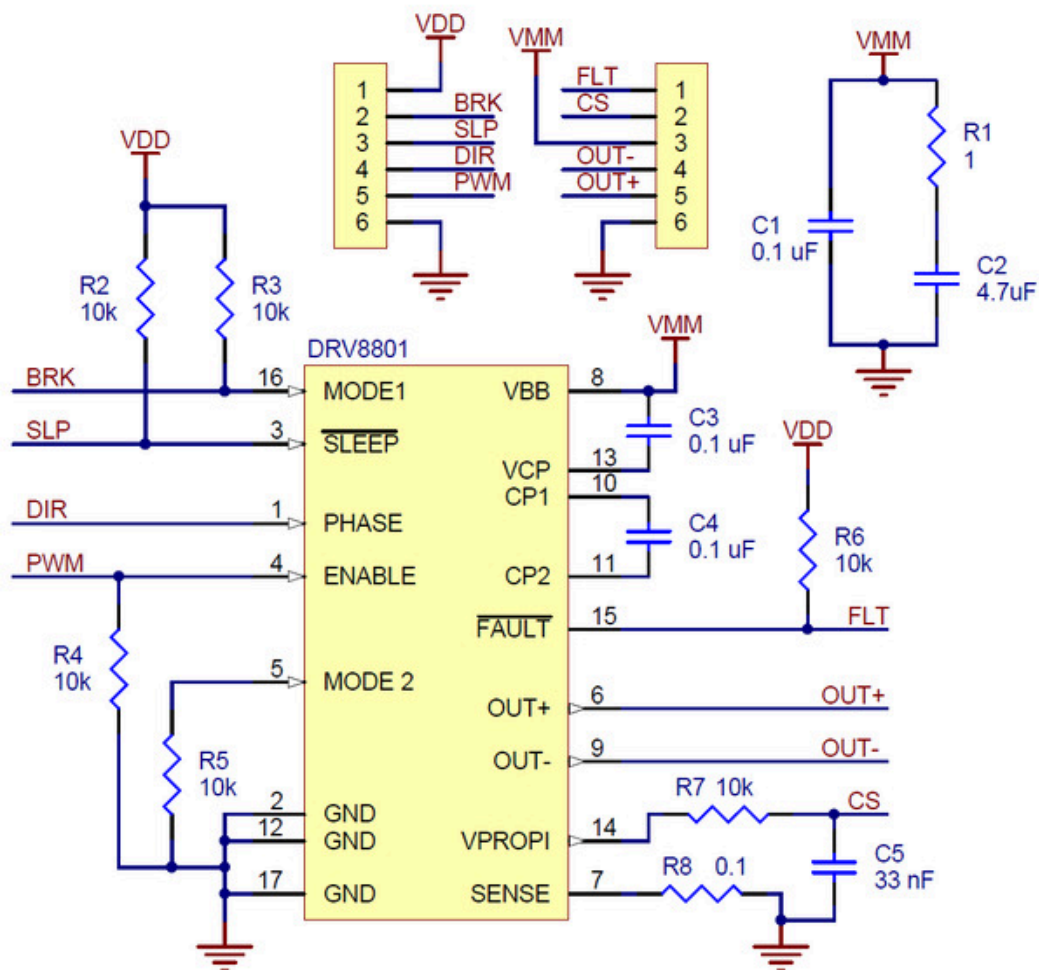 VDD
VMM
1
2
3
4
5
6
BRK
SLP
DIR
PWM
FLT
CS
OUT-
OUT+
1
2
3
4
5
6
VMM
R1
1
C1
0.1 uF
C2
4.7uF
VDD
R2
10k
R3
10k
DRV8801
VMM
BRK
16
MODE1
VBB
8
C3
0.1 uF
SLP
3
SLEEP
VCP
13
VDD
DIR
1
PHASE
CP1
10
C4
0.1 uF
R6
10k
PWM
4
ENABLE
CP2
11
FAULT
15
FLT
R4
10k
5
MODE 2
OUT+
6
OUT+
OUT-
9
OUT-
R5
10k
R7 10k
CS
2
GND
12
GND
VPROPI
14
C5
33 nF
R8 0.1
17
GND
SENSE
7